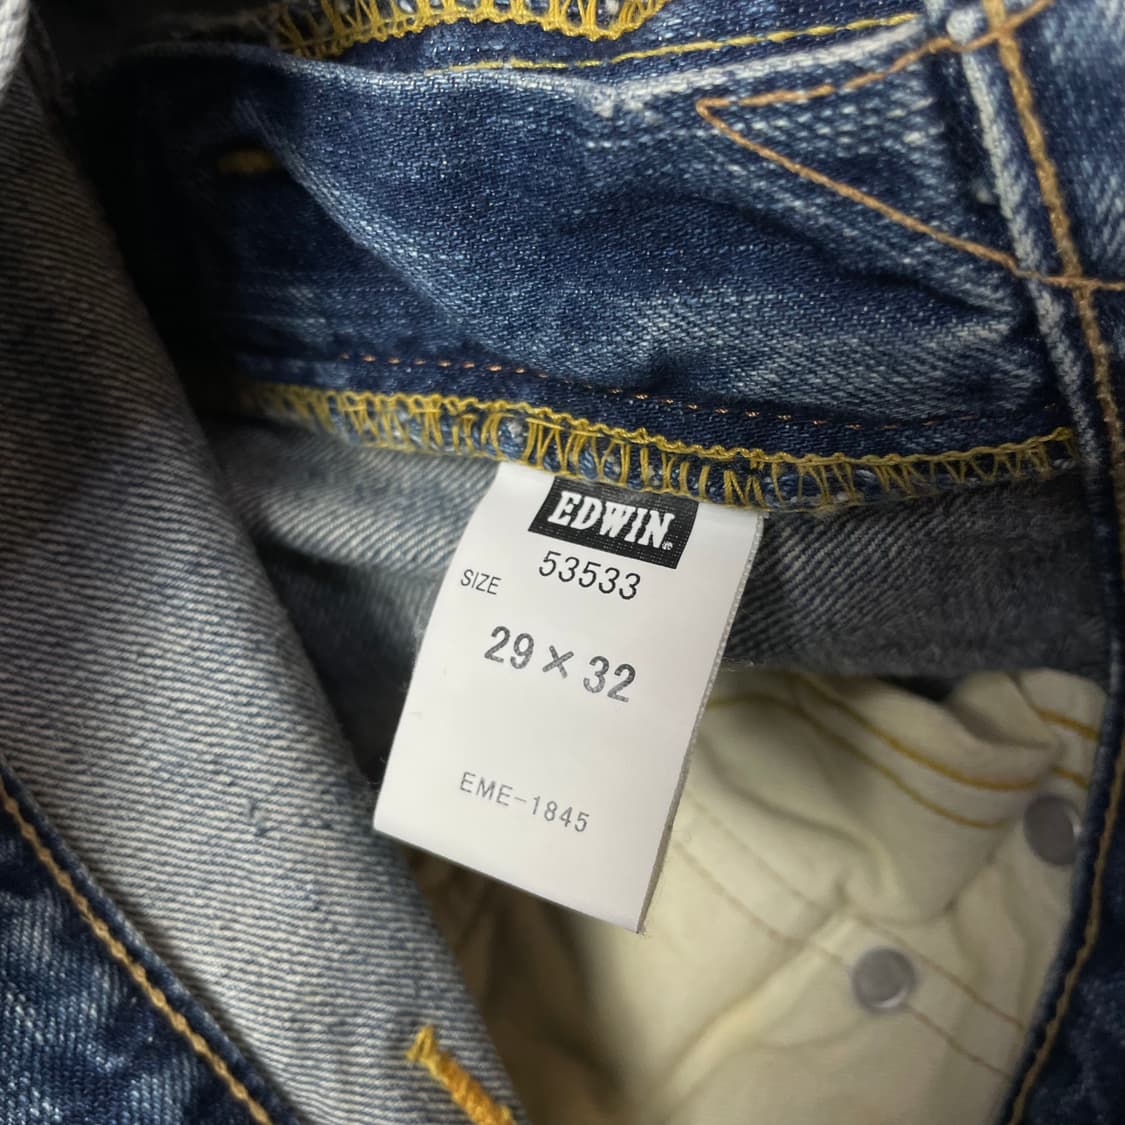 EDWIN.
53533
SIZE
29×32
EME-1845